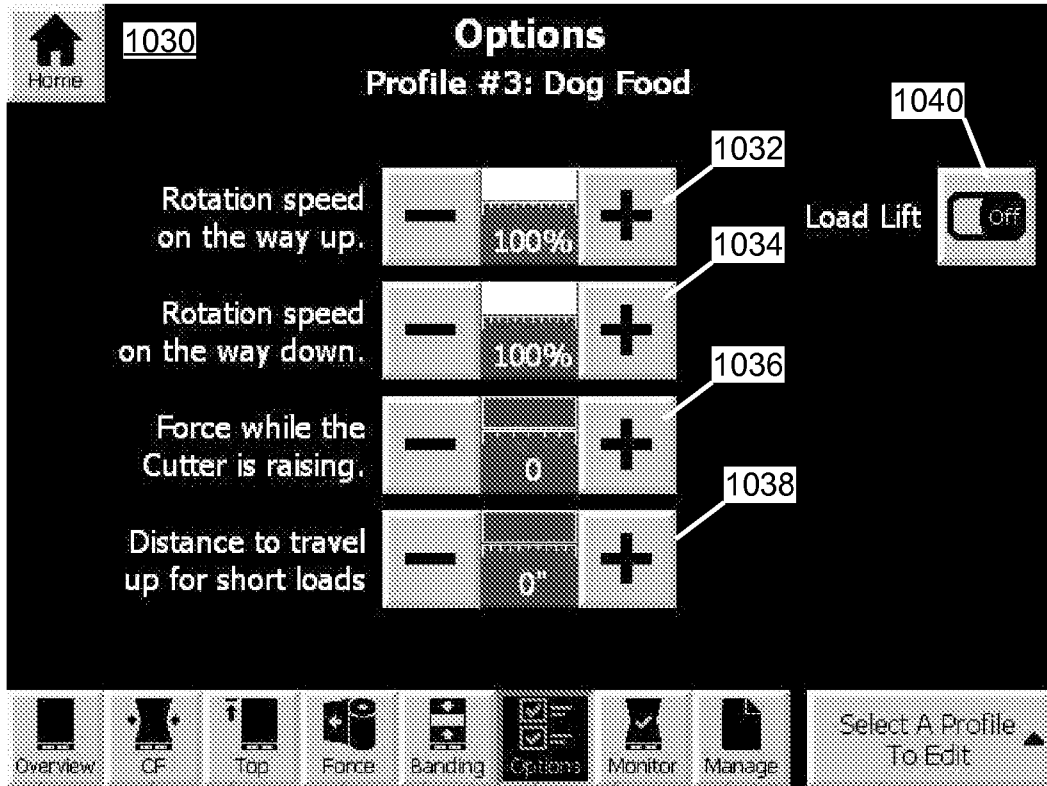 1030
Options
Home
Profile #3: Dog Food
1040
1032
Rotation speed
on the way up.
100%
Load Lift
Off
1034
Rotation speed
on the way down.
100%
1036
Force while the
Cutter is raising.
0
1038
Distance to travel
up for short loads
0"
Overview
CF
Top
Force
Banding
Options
Monitor
Manage
Select A Profile
To Edit